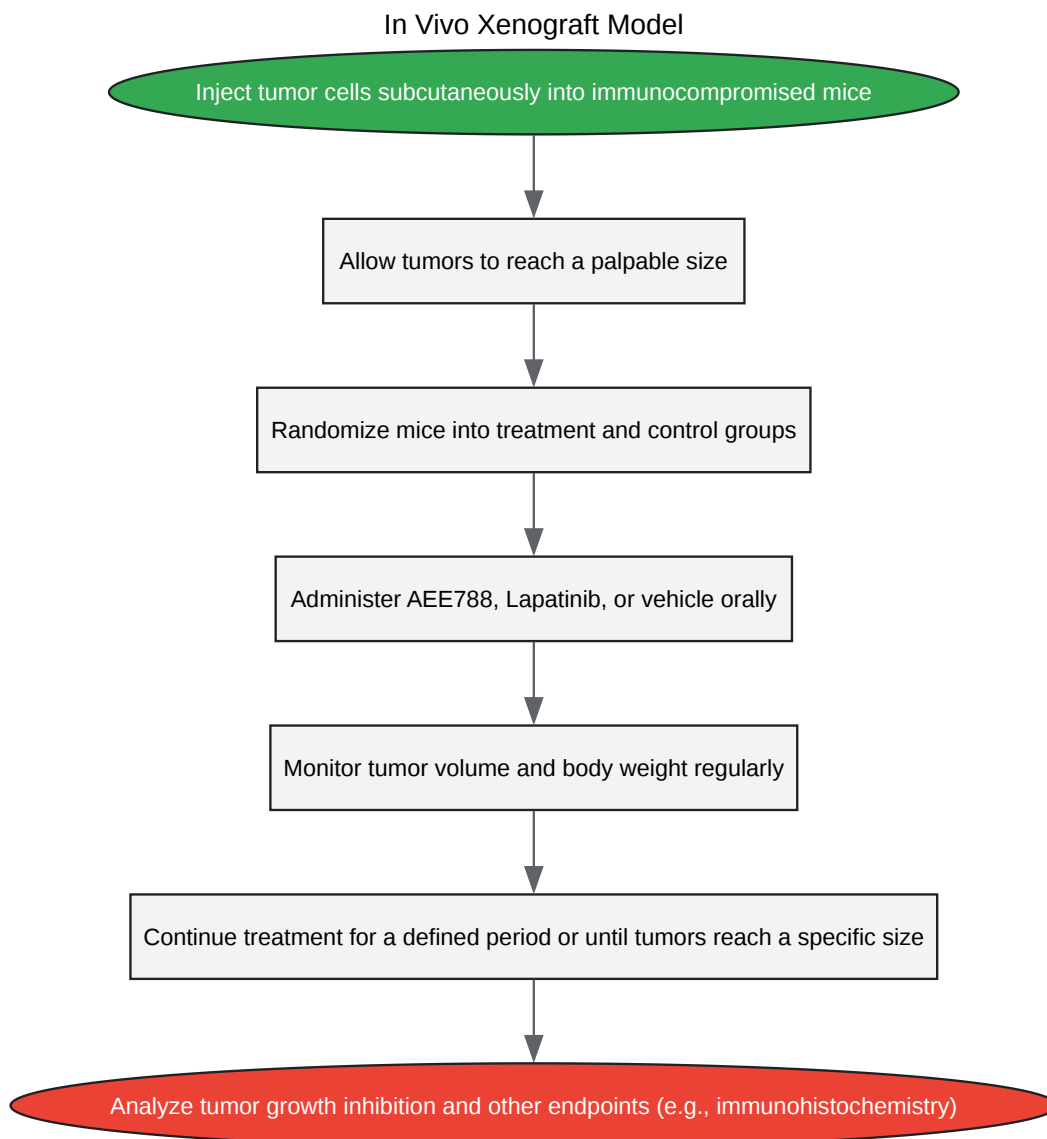 In Vivo Xenograft Model
Inject tumor cells subcutaneously into immunocompromised mice
Allow tumors to reach a palpable size
Randomize mice into treatment and control groups
Administer AEE788, Lapatinib, or vehicle orally
Monitor tumor volume and body weight regularly
Continue treatment for a defined period or until tumors reach a specific size
Analyze tumor growth inhibition and other endpoints (e.g., immunohistochemistry)